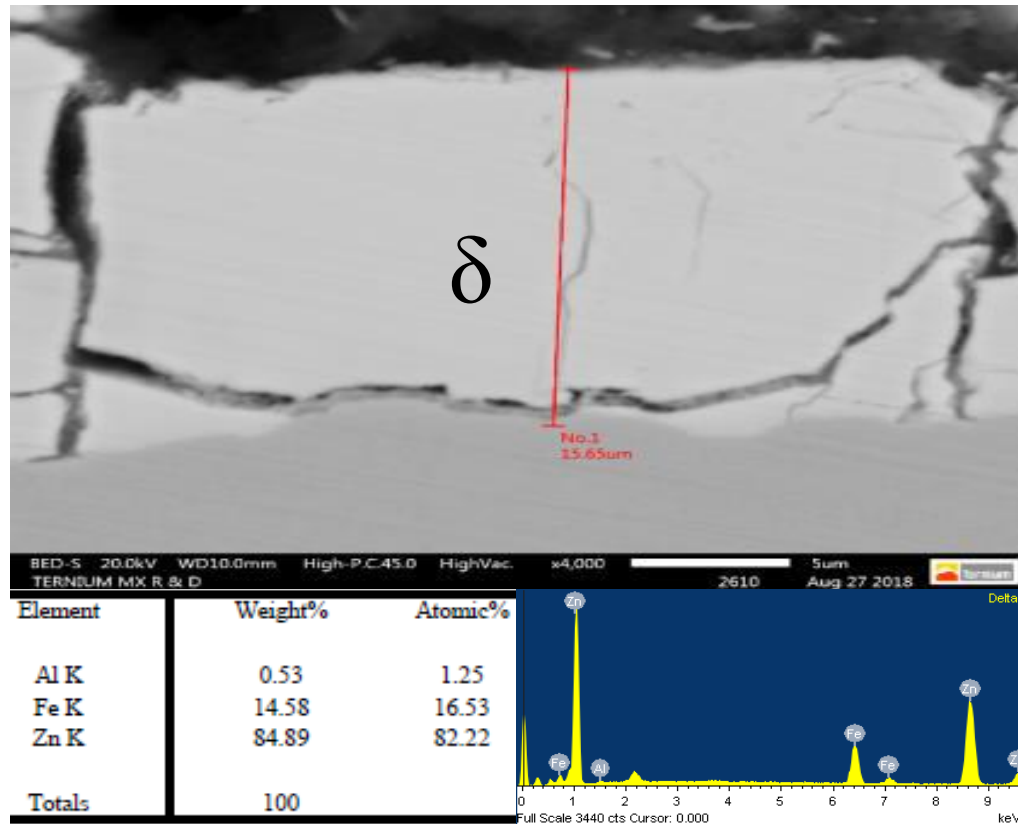 δ
No.1
15.65um
BED-S 20.0kV WD10.0mm High-P.C.45.0 HighVac. x4,000 5um
TERNIUM MX R & D 2610 Aug 27 2018
Ternium
Element Weight% Atomic%
Al K 0.53 1.25
Fe K 14.58 16.53
Zn K 84.89 82.22
Totals 100
Delta
Zn
Zn
Fe
Fe Al Fe Z
0 1 2 3 4 5 6 7 8 9
Full Scale 3440 cts Cursor: 0.000 keV